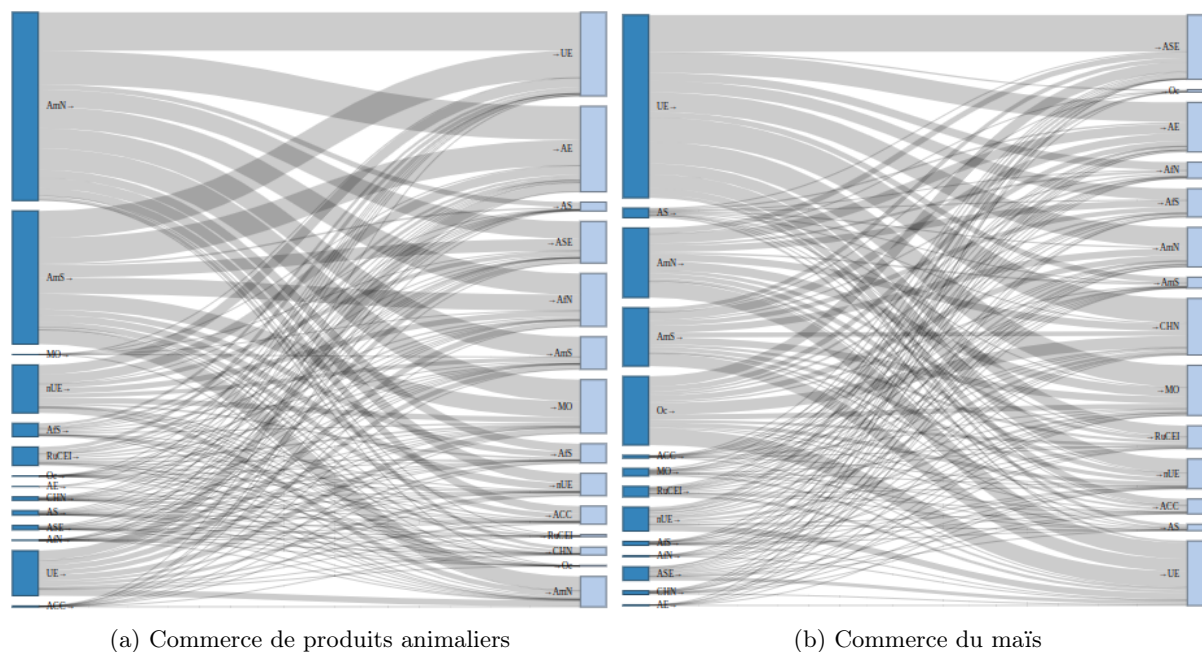 AmN→
AmS→
MO→
nUE→
AfS→
RuCEI→
Oc→
AE→
CHN→
AS→
ASE→
AfN→
UE→
ACC→
→UE
→AE
→AS
→ASE
→AfN
→AmS
→MO
→AfS
→nUE
→ACC
→RuCEI
→CHN
→Oc
→AmN
(a) Commerce de produits animaliers
UE→
AS→
AmN→
AmS→
Oc→
ACC→
MO→
RuCEI→
nUE→
AfS→
AfN→
ASE→
CHN→
AE→
→ASE
→Oc
→AE
→AfN
→AfS
→AmN
→AmS
→CHN
→MO
→RuCEI
→nUE
→ACC
→AS
→UE
(b) Commerce du maïs